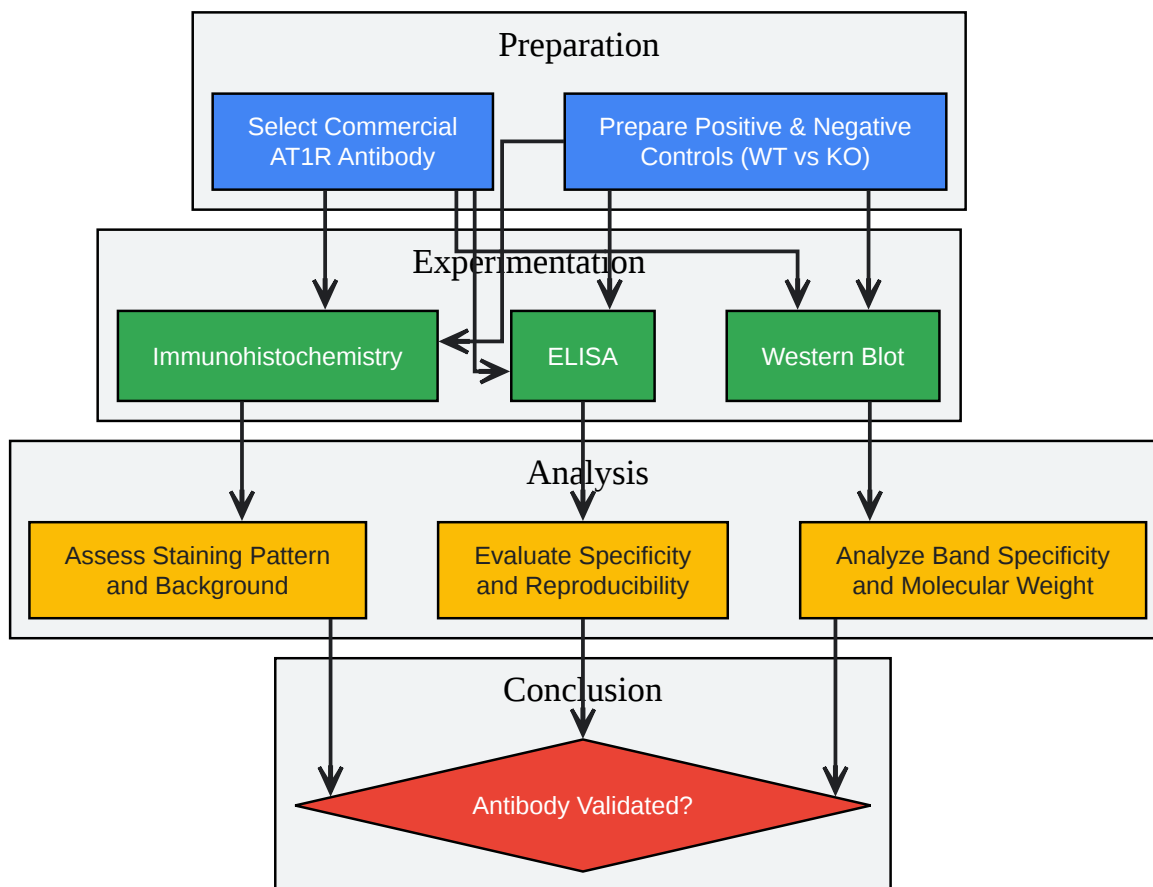 Preparation
Select Commercial
AT1R Antibody
Prepare Positive & Negative
Controls (WT vs KO)
Experimentation
Immunohistochemistry
ELISA
Western Blot
Analysis
Assess Staining Pattern
and Background
Evaluate Specificity
and Reproducibility
Analyze Band Specificity
and Molecular Weight
Conclusion
Antibody Validated?